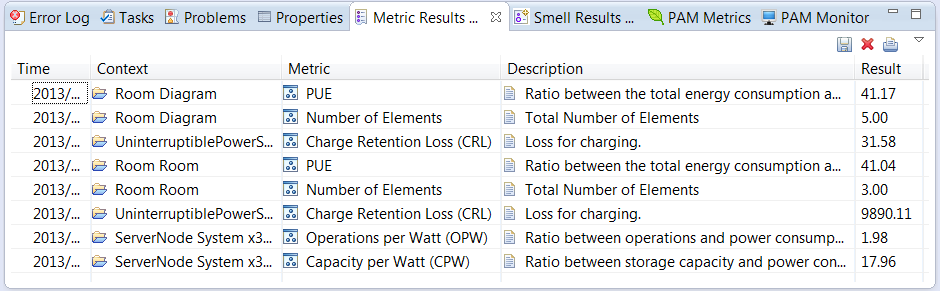 Error Log Tasks Problems Properties Metric Results ... Smell Results ... PAM Metrics PAM Monitor
Time Context Metric Description Result
2013/... Room Diagram PUE Ratio between the total energy consumption a... 41.17
2013/... Room Diagram Number of Elements Total Number of Elements 5.00
2013/... UninterruptiblePowerS... Charge Retention Loss (CRL) Loss for charging. 31.58
2013/... Room Room PUE Ratio between the total energy consumption a... 41.04
2013/... Room Room Number of Elements Total Number of Elements 3.00
2013/... UninterruptiblePowerS... Charge Retention Loss (CRL) Loss for charging. 9890.11
2013/... ServerNode System x3... Operations per Watt (OPW) Ratio between operations and power consump... 1.98
2013/... ServerNode System x3... Capacity per Watt (CPW) Ratio between storage capacity and power con... 17.96